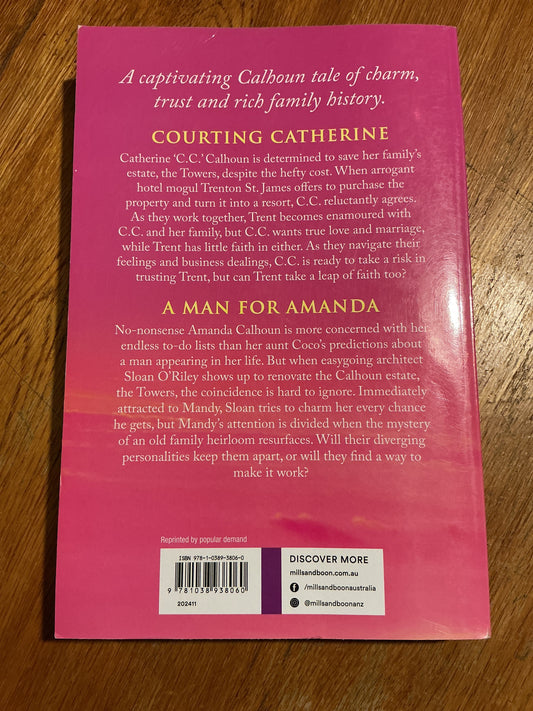 A captivating Calhoun tale of charm,
trust and rich family history.
COURTING CATHERINE
Catherine ‘C.C.’ Calhoun is determined to save her family’s
estate, the Towers, despite the hefty cost. When arrogant
hotel mogul Trenton St. James offers to purchase the
property and turn it into a resort, C.C. reluctantly agrees.
As they work together, Trent becomes enamoured with
C.C. and her family, but C.C. wants true love and marriage,
while Trent has little faith in either. As they navigate their
feelings and business dealings, C.C. is ready to take a risk in
trusting Trent, but can Trent take a leap of faith too?
A MAN FOR AMANDA
No-nonsense Amanda Calhoun is more concerned with her
endless to-do lists than her aunt Coco’s predictions about
a man appearing in her life. But when easygoing architect
Sloan O’Riley shows up to renovate the Calhoun estate,
the Towers, the coincidence is hard to ignore. Immediately
attracted to Mandy, Sloan tries to charm her every chance
he gets, but Mandy’s attention is divided when the mystery
of an old family heirloom resurfaces. Will their diverging
personalities keep them apart, or will they find a way to
make it work?
Reprinted by popular demand
ISBN 978-1-0389-3806-0
9 781038 938060
202411
DISCOVER MORE
millsandboon.com.au
/millsandboonaustralia
@millsandboonanz